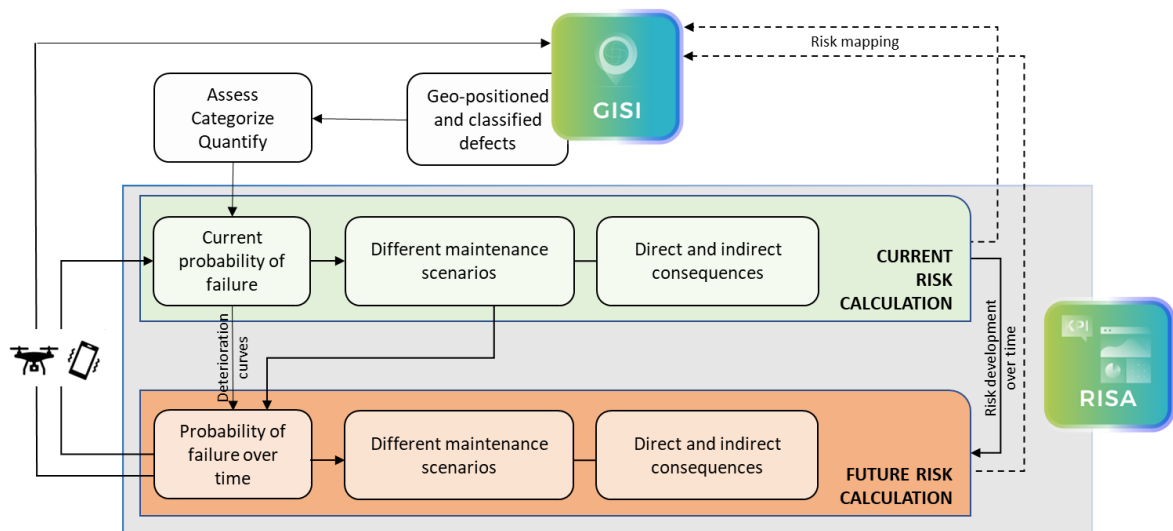 Risk mapping
GISI
Assess
Categorize
Quantify
Geo-positioned
and classified
defects
Current
probability of
failure
Different maintenance
scenarios
Direct and indirect
consequences
CURRENT
RISK
CALCULATION
Deterioration
curves
Risk development
over time
KPI
RISA
Probability of
failure over
time
Different maintenance
scenarios
Direct and indirect
consequences
FUTURE RISK
CALCULATION